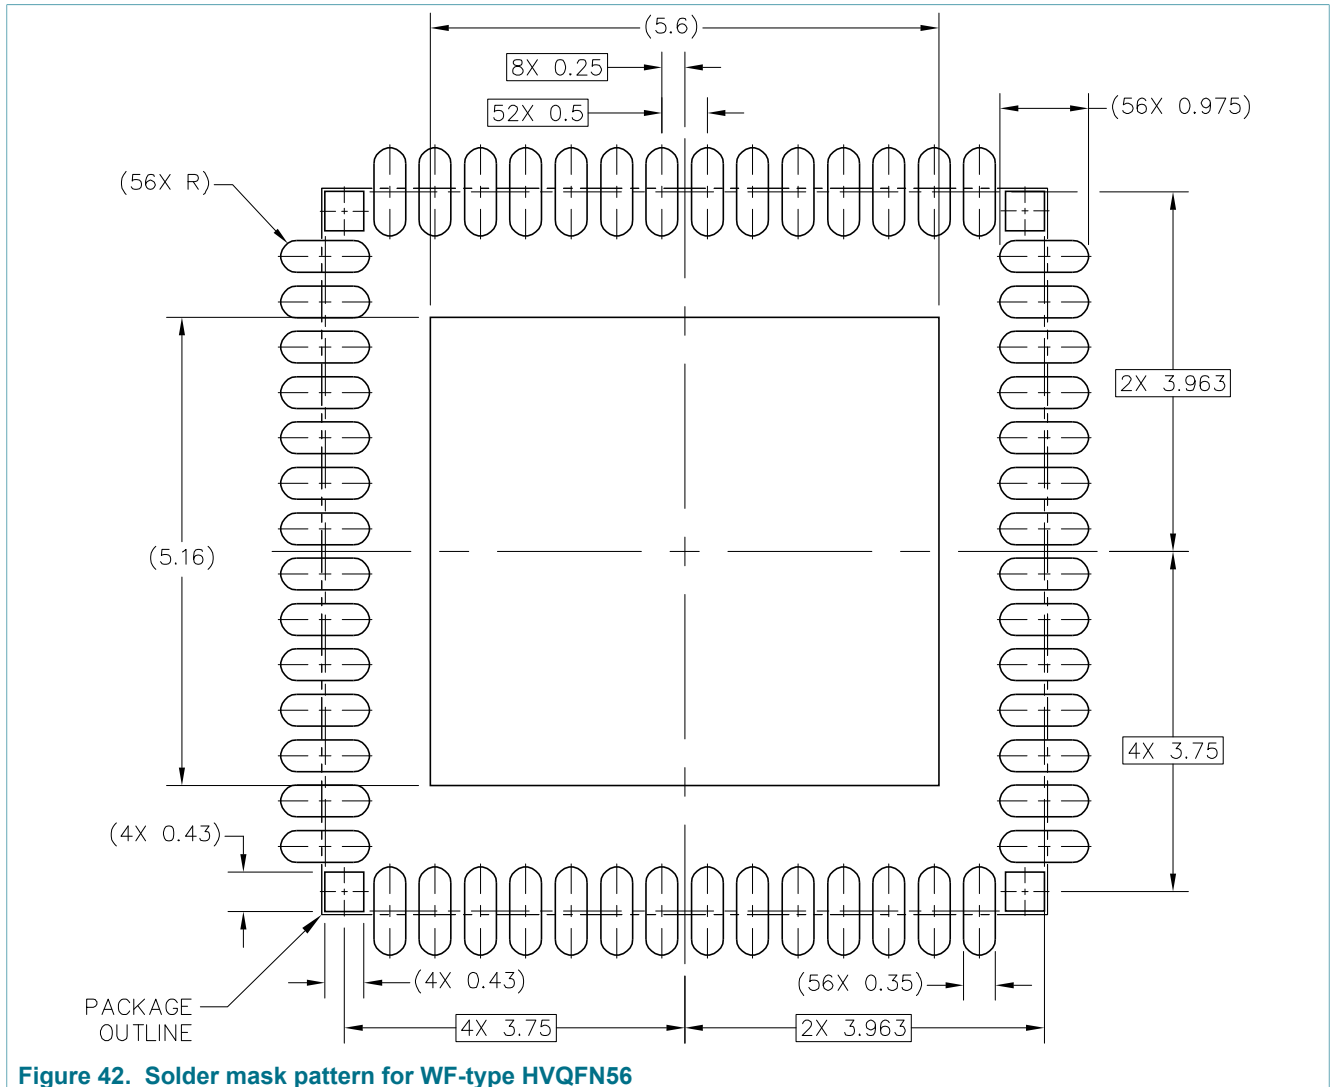 (5.6)
8X 0.25
52X 0.5
(56X 0.975)
(56X R)
2X 3.963
(5.16)
4X 3.75
(4X 0.43)
(4X 0.43)
(56X 0.35)
PACKAGE
OUTLINE
4X 3.75
2X 3.963
Figure 42. Solder mask pattern for WF-type HVQFN56